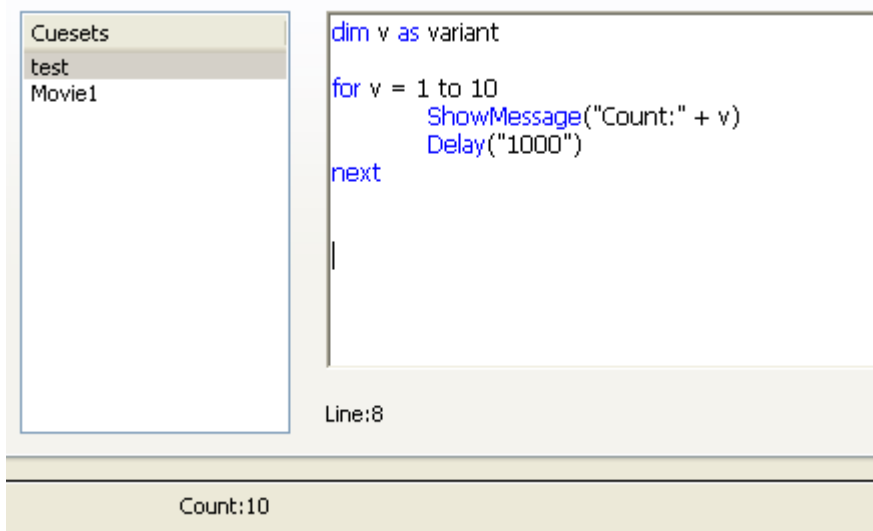 Cuesets
test
Movie1
dim v as variant
for v = 1 to 10
ShowMessage("Count:" + v)
Delay("1000")
next
Line:8
Count:10